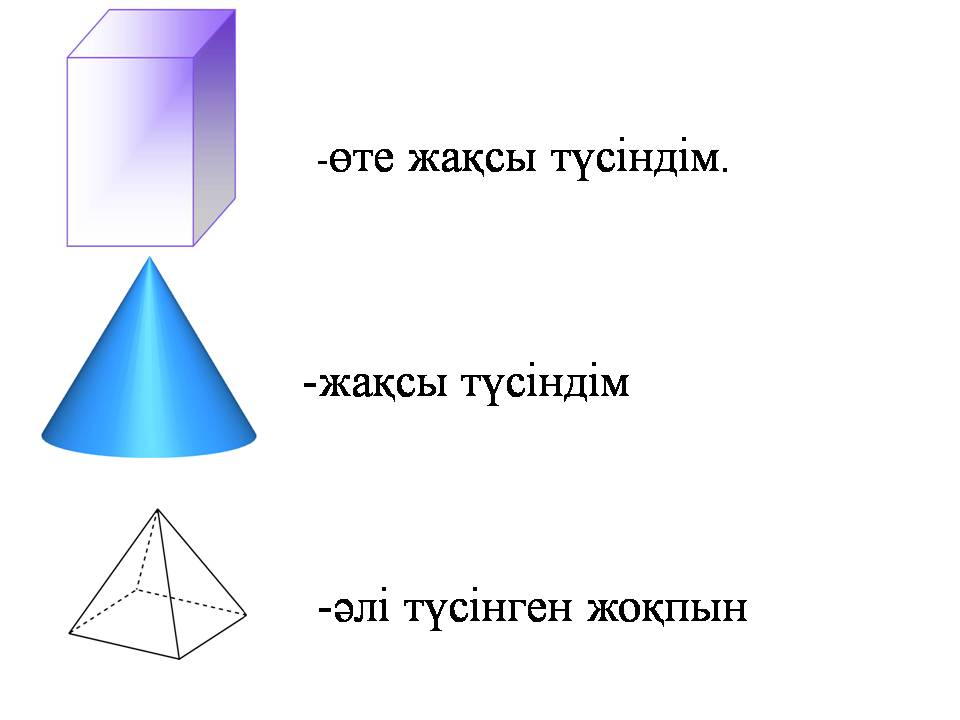 -өте жақсы түсіндім.
-жақсы түсіндім
-әлі түсінген жоқпын